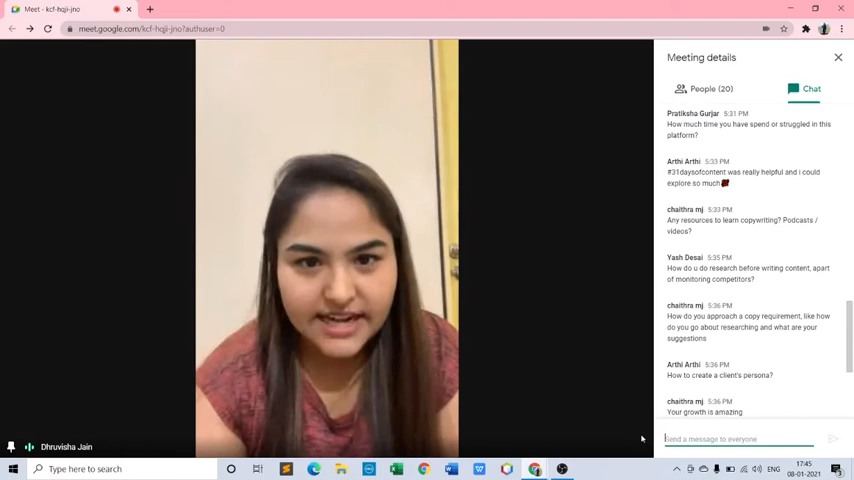 Meet - kcf-hqji-jno
meet.google.com/kcf-hqji-jno?authuser=0
Meeting details
People (20)
Chat
Pratiksha Gurjar 5:31 PM
How much time you have spend or struggled in this
platform?
Arthi Arthi 5:33 PM
#31daysofcontent was really helpful and i could
explore so much
chaithra mj 5:33 PM
Any resources to learn copywriting? Podcasts /
videos?
Yash Desai 5:35 PM
How do u do research before writing content, apart
of monitoring competitors?
chaithra mj 5:36 PM
How do you approach a copy requirement, like how
do you go about researching and what are your
suggestions
Arthi Arthi 5:36 PM
How to create a client's persona?
chaithra mj 5:36 PM
Your growth is amazing
Send a message to everyone
Dhruvisha Jain
Type here to search
ENG
17:45
08-01-2021